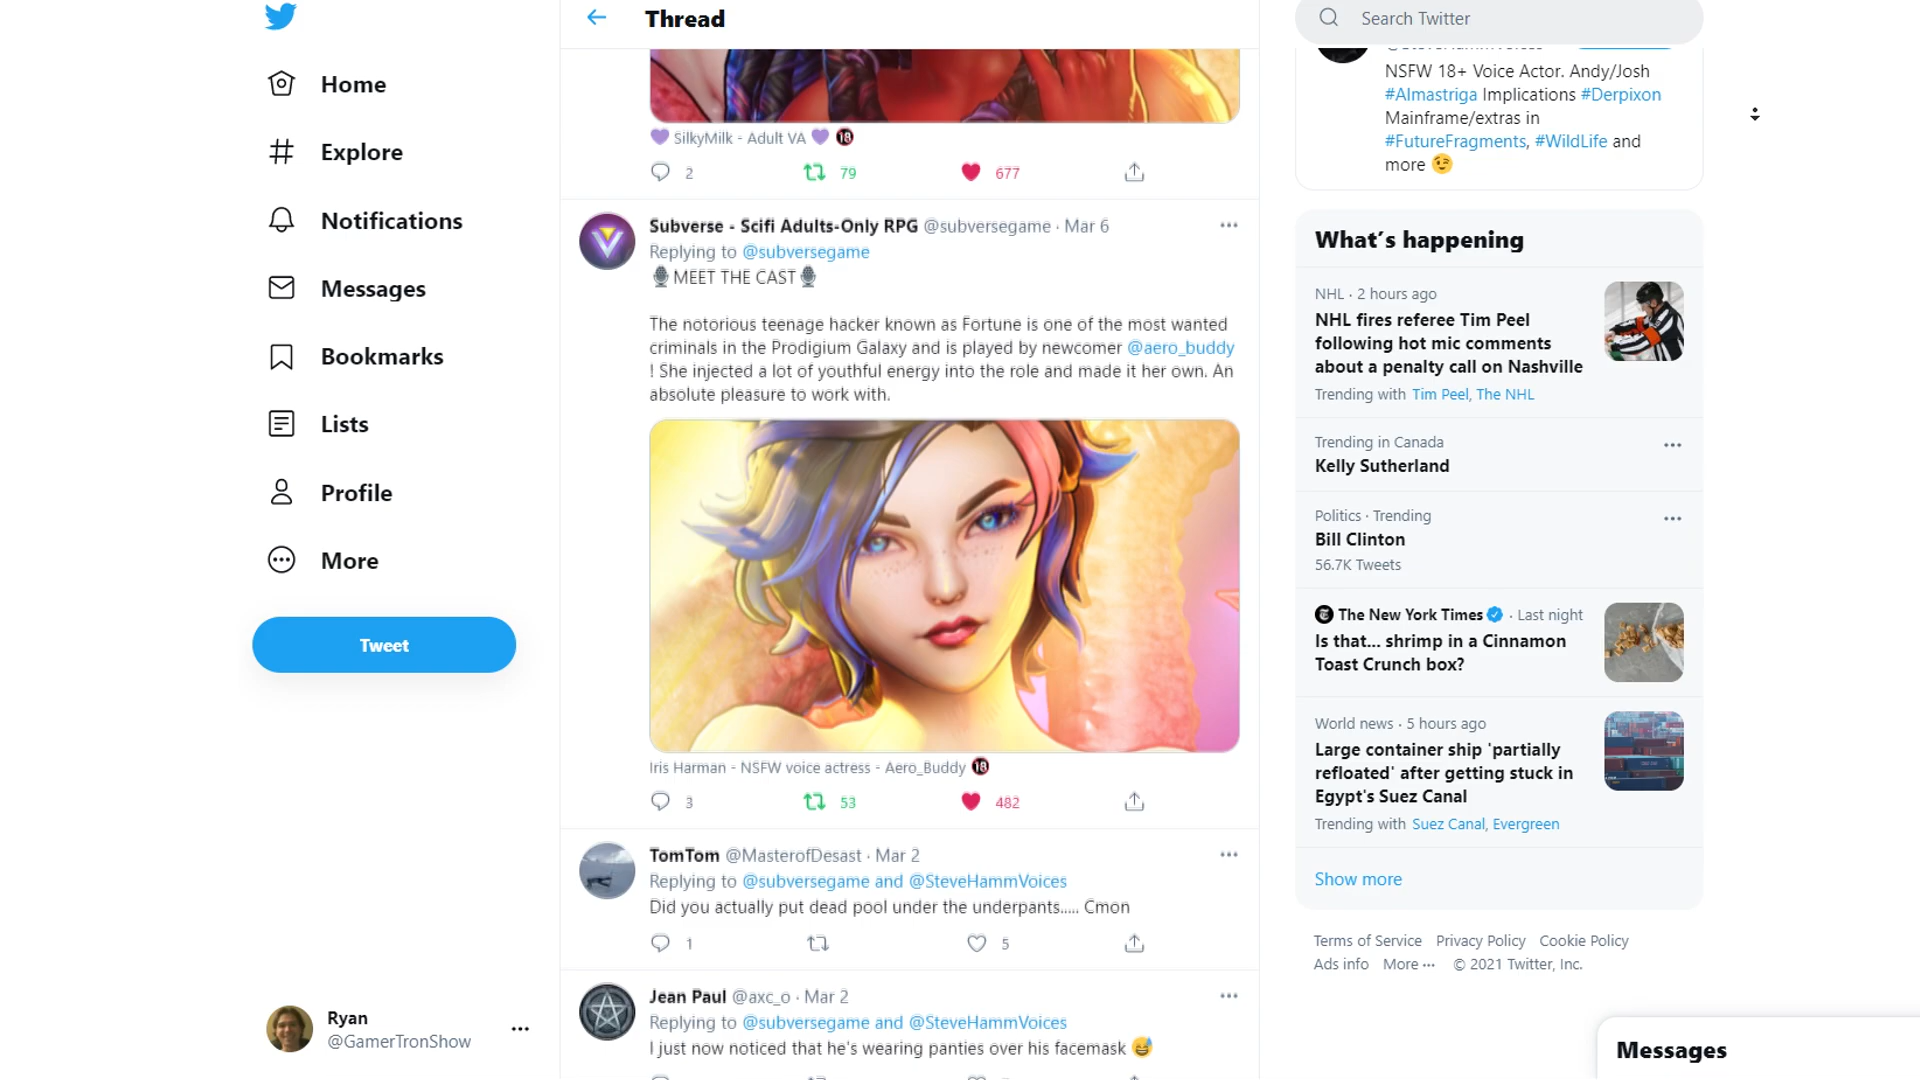 Home
Explore
Notifications
Messages
Bookmarks
Lists
Profile
More
Tweet
Ryan
@GamerTronShow
Thread
💜 SilkyMilk - Adult VA 💜 🔞
2 79 677
Subverse - Scifi Adults-Only RPG @subversegame · Mar 6
Replying to @subversegame
🎙MEET THE CAST🎙
The notorious teenage hacker known as Fortune is one of the most wanted
criminals in the Prodigium Galaxy and is played by newcomer @aero_buddy
! She injected a lot of youthful energy into the role and made it her own. An
absolute pleasure to work with.
Iris Harman - NSFW voice actress - Aero_Buddy 🔞
3 53 482
TomTom @MasterofDesast · Mar 2
Replying to @subversegame and @SteveHammVoices
Did you actually put dead pool under the underpants..... Cmon
1 5
Jean Paul @axc_o · Mar 2
Replying to @subversegame and @SteveHammVoices
I just now noticed that he's wearing panties over his facemask 😅
Search Twitter
@SteveHammVoices
NSFW 18+ Voice Actor. Andy/Josh
#Almastriga Implications #Derpixon
Mainframe/extras in
#FutureFragments, #WildLife and
more 😉
What's happening
NHL · 2 hours ago
NHL fires referee Tim Peel
following hot mic comments
about a penalty call on Nashville
Trending with Tim Peel, The NHL
Trending in Canada
Kelly Sutherland
Politics · Trending
Bill Clinton
56.7K Tweets
The New York Times · Last night
Is that... shrimp in a Cinnamon
Toast Crunch box?
World news · 5 hours ago
Large container ship 'partially
refloated' after getting stuck in
Egypt's Suez Canal
Trending with Suez Canal, Evergreen
Show more
Terms of Service Privacy Policy Cookie Policy
Ads info More ··· © 2021 Twitter, Inc.
Messages